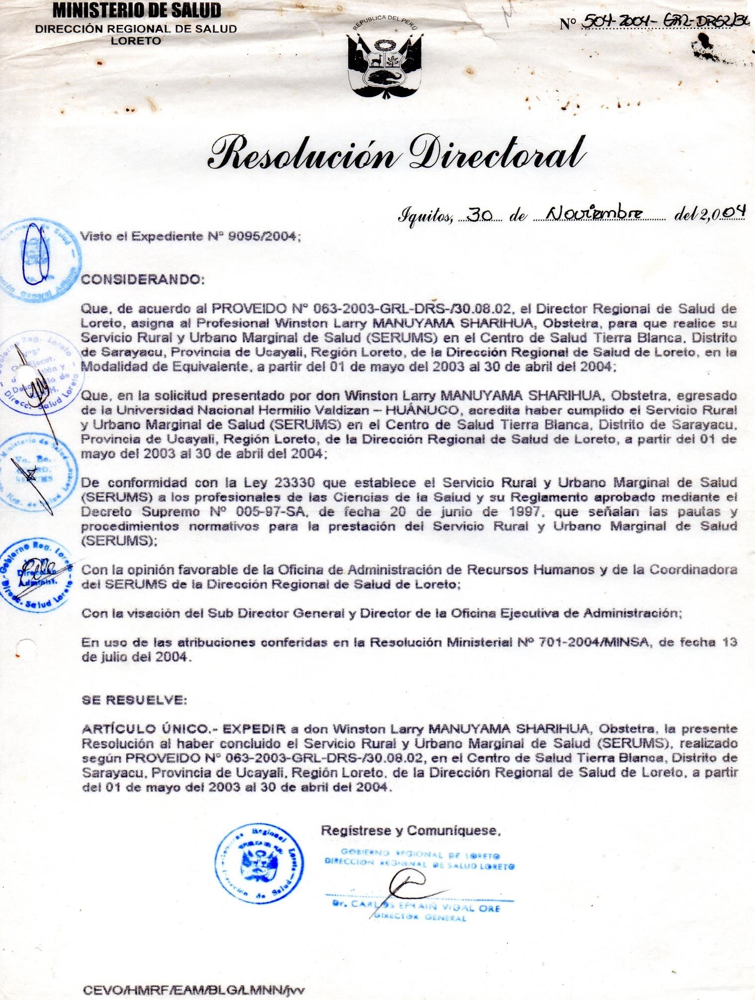 MINISTERIO DE SALUD
DIRECCIÓN REGIONAL DE SALUD
LORETO
REPUBLICA DEL PERÚ
Nº 504-2004-GRL-DRSL/30
Resolución Directoral
Iquitos, 30 de Noviembre del 2,004
Visto el Expediente Nº 9095/2004;
CONSIDERANDO:
Que, de acuerdo al PROVEIDO Nº 063-2003-GRL-DRS-/30.08.02, el Director Regional de Salud de
Loreto, asigna al Profesional Winston Larry MANUYAMA SHARIHUA, Obstetra, para que realice su
Servicio Rural y Urbano Marginal de Salud (SERUMS) en el Centro de Salud Tierra Blanca, Distrito
de Sarayacu, Provincia de Ucayali, Región Loreto, de la Dirección Regional de Salud de Loreto, en la
Modalidad de Equivalente, a partir del 01 de mayo del 2003 al 30 de abril del 2004;
Que, en la solicitud presentado por don Winston Larry MANUYAMA SHARIHUA, Obstetra, egresado
de la Universidad Nacional Hermilio Valdizan – HUÁNUCO, acredita haber cumplido el Servicio Rural
y Urbano Marginal de Salud (SERUMS) en el Centro de Salud Tierra Blanca, Distrito de Sarayacu,
Provincia de Ucayali, Región Loreto, de la Dirección Regional de Salud de Loreto, a partir del 01 de
mayo del 2003 al 30 de abril del 2004;
De conformidad con la Ley 23330 que establece el Servicio Rural y Urbano Marginal de Salud
(SERUMS) a los profesionales de las Ciencias de la Salud y su Reglamento aprobado mediante el
Decreto Supremo Nº 005-97-SA, de fecha 20 de junio de 1997, que señalan las pautas y
procedimientos normativos para la prestación del Servicio Rural y Urbano Marginal de Salud
(SERUMS);
Con la opinión favorable de la Oficina de Administración de Recursos Humanos y de la Coordinadora
del SERUMS de la Dirección Regional de Salud de Loreto;
Con la visación del Sub Director General y Director de la Oficina Ejecutiva de Administración;
En uso de las atribuciones conferidas en la Resolución Ministerial Nº 701-2004/MINSA, de fecha 13
de julio del 2004.
SE RESUELVE:
ARTÍCULO ÚNICO.- EXPEDIR a don Winston Larry MANUYAMA SHARIHUA, Obstetra, la presente
Resolución al haber concluido el Servicio Rural y Urbano Marginal de Salud (SERUMS), realizado
según PROVEIDO Nº 063-2003-GRL-DRS-/30.08.02, en el Centro de Salud Tierra Blanca, Distrito de
Sarayacu, Provincia de Ucayali, Región Loreto, de la Dirección Regional de Salud de Loreto, a partir
del 01 de mayo del 2003 al 30 de abril del 2004.
Regístrese y Comuníquese,
GOBIERNO REGIONAL DE LORETO
DIRECCION REGIONAL DE SALUD LORETO
Dr. CARLOS EFRAIN VIDAL ORE
DIRECTOR GENERAL
CEVO/HMRF/EAM/BLG/LMNN/jvv